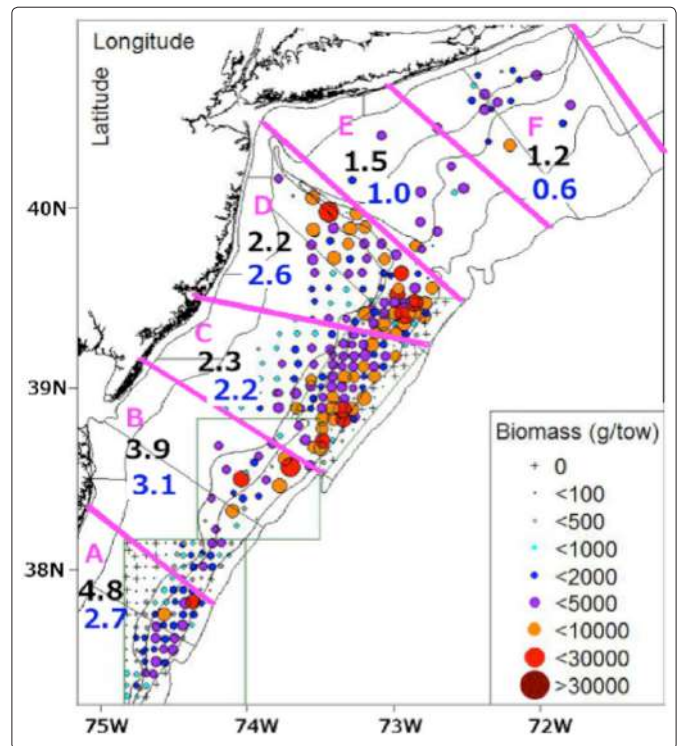 Longitude
Latitude
E
1.5
1.0
F
1.2
0.6
40N
D
2.2
2.6
C
2.3
2.2
39N
B
3.9
3.1
A
4.8
2.7
38N
Biomass (g/tow)
0
<100
<500
<1000
<2000
<5000
<10000
<30000
>30000
75W 74W 73W 72W